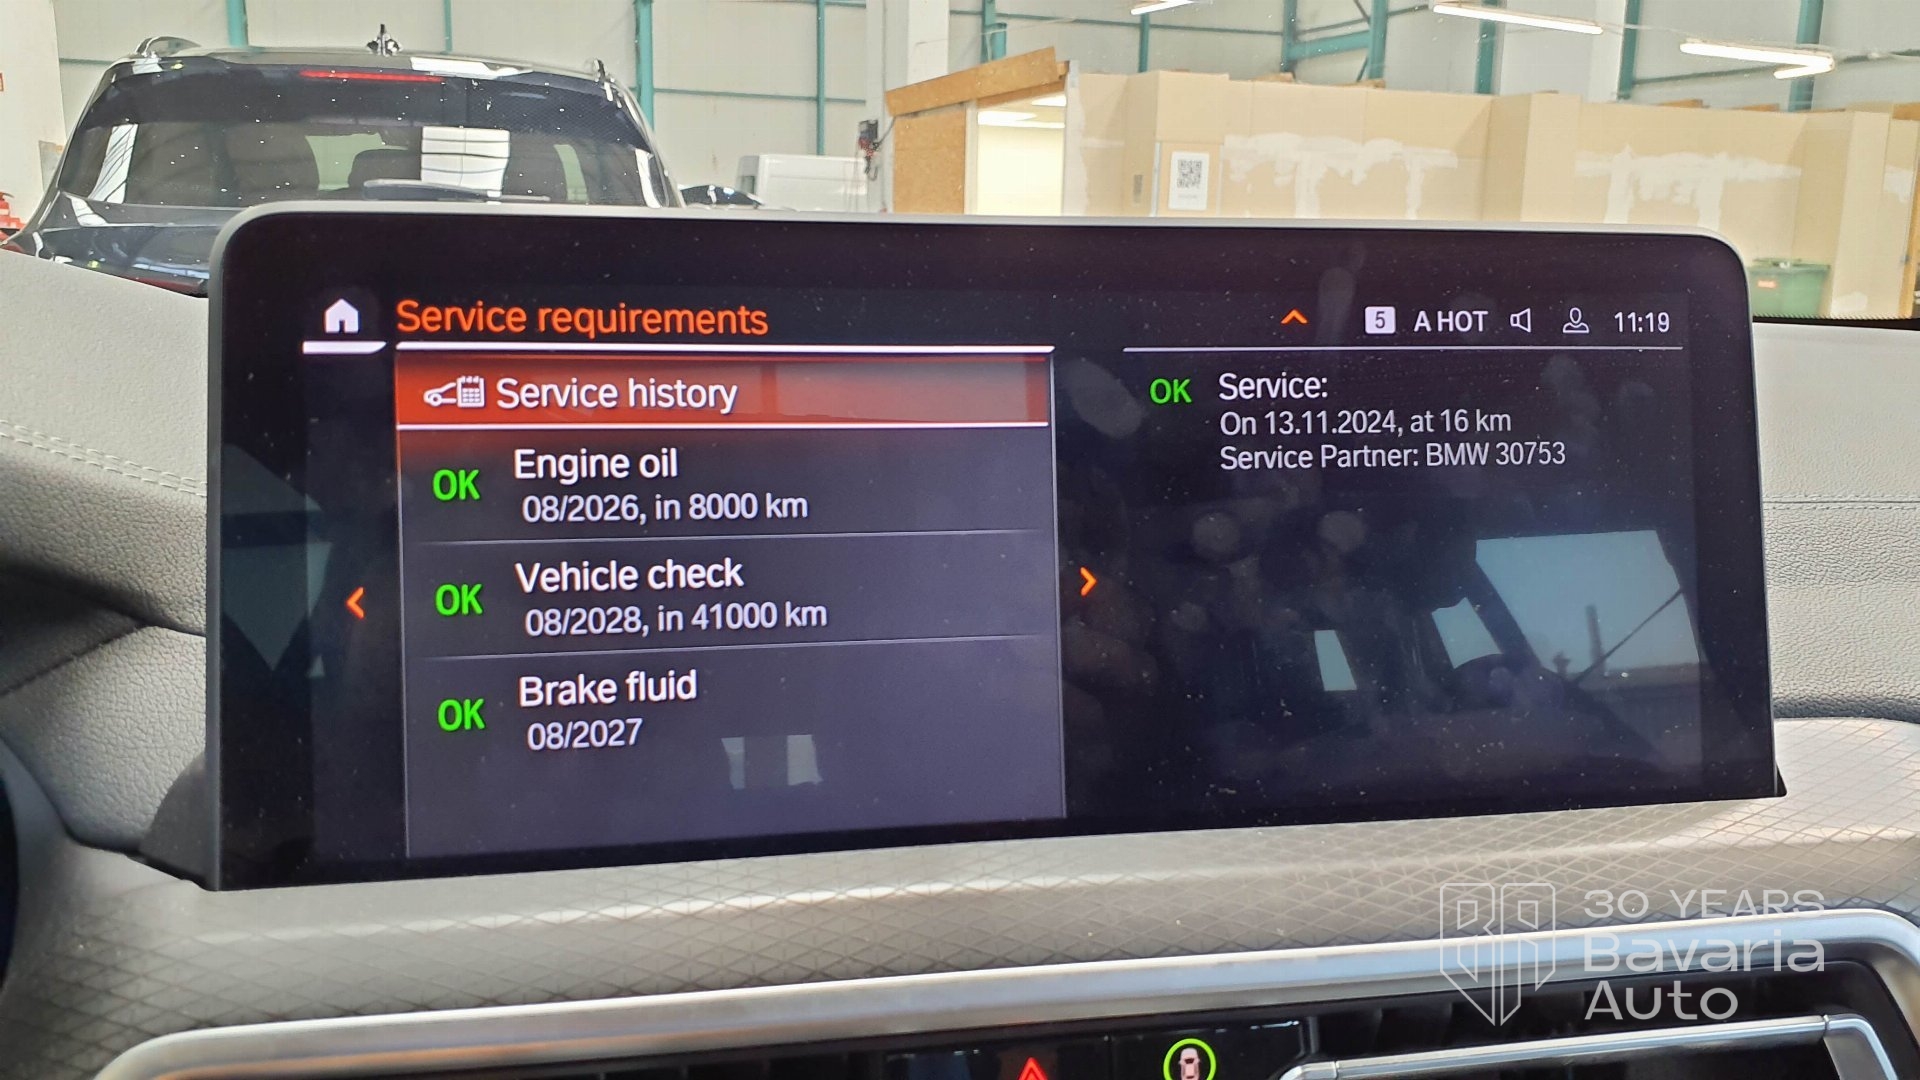 Service requirements
5 A HOT 11:19
Service history
OK Engine oil
08/2026, in 8000 km
OK Vehicle check
08/2028, in 41000 km
OK Brake fluid
08/2027
OK Service:
On 13.11.2024, at 16 km
Service Partner: BMW 30753
30 YEARS
Bavaria
Auto